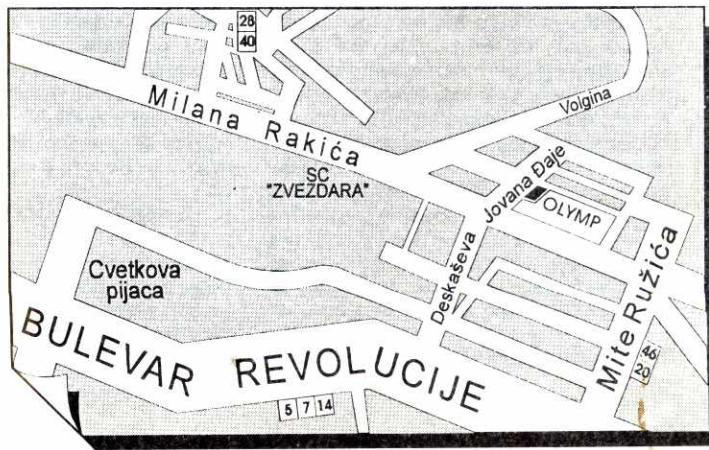 28
40
Milana Rakića
Volgina
SC
"ZVEZDARA"
Jovana Đaje
OLYMP
Cvetkova
pijaca
Deskaševa
Mite Ružića
BULEVAR REVOLUCIJE
46
20
5 7 14